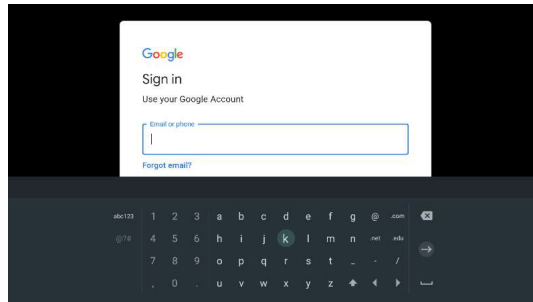 Google
Sign in
Use your Google Account
Email or phone
Forgot email?
abc123 1 2 3 a b c d e f g @ .com
@?# 4 5 6 h i j k l m n .net .edu
7 8 9 o p q r s t _ - /
, 0 . u v w x y z